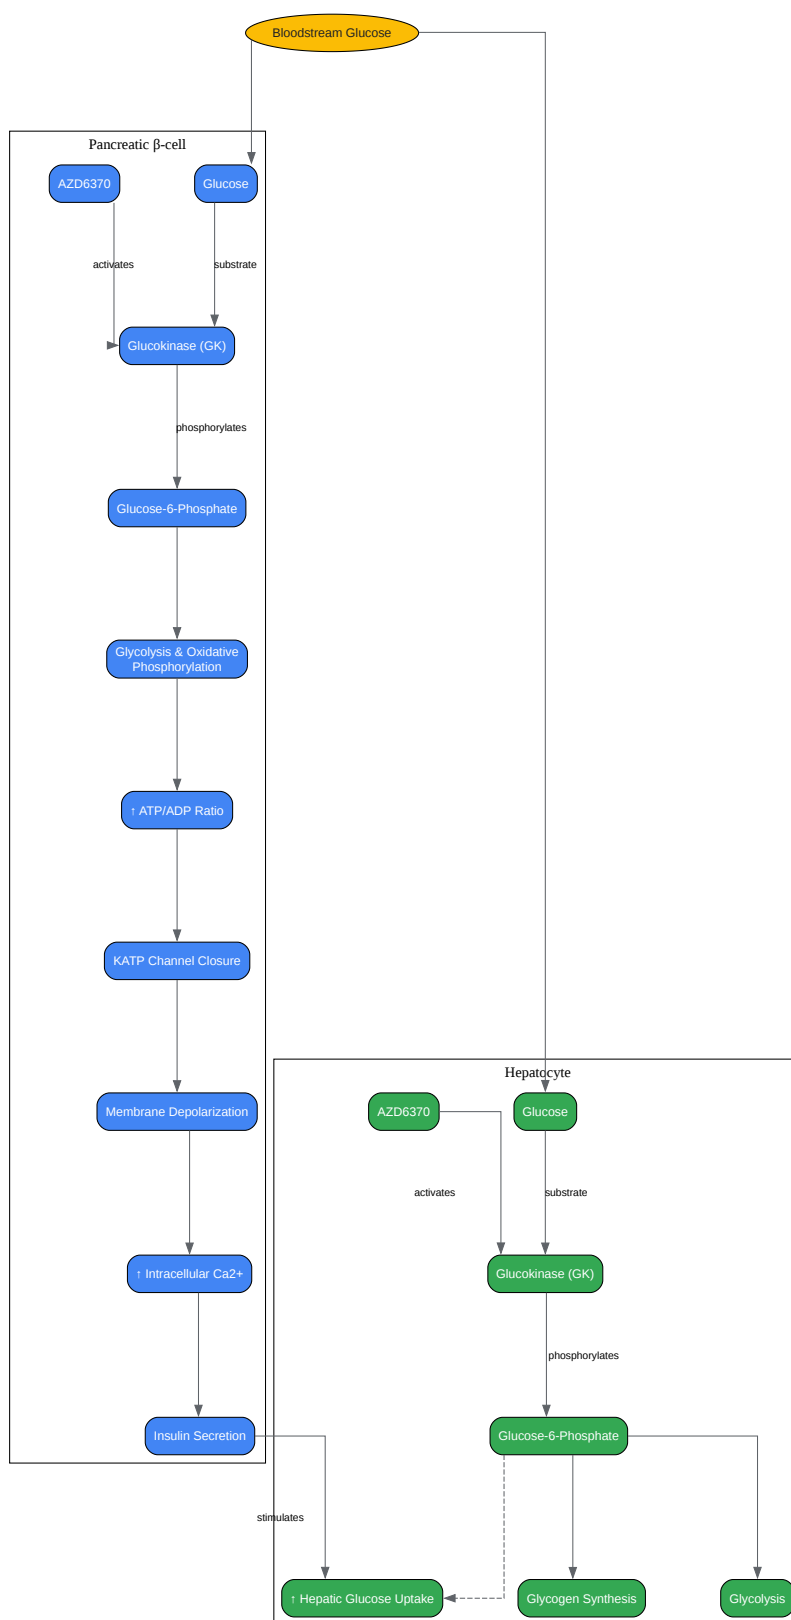 Bloodstream Glucose
Pancreatic β-cell
AZD6370
Glucose
activates
substrate
Glucokinase (GK)
phosphorylates
Glucose-6-Phosphate
Glycolysis & Oxidative
Phosphorylation
↑ ATP/ADP Ratio
KATP Channel Closure
Membrane Depolarization
↑ Intracellular Ca2+
Insulin Secretion
stimulates
Hepatocyte
AZD6370
Glucose
activates
substrate
Glucokinase (GK)
phosphorylates
Glucose-6-Phosphate
↑ Hepatic Glucose Uptake
Glycogen Synthesis
Glycolysis